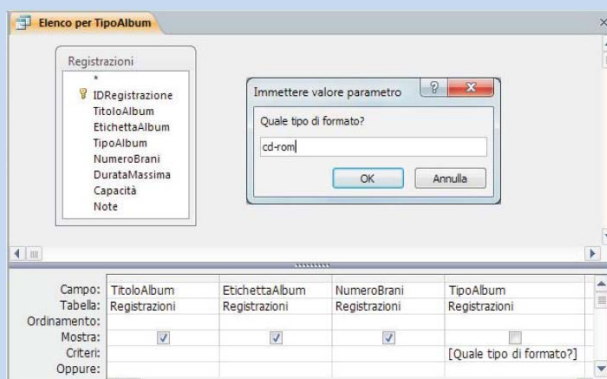 Elenco per TipoAlbum
Registrazioni
*
IDRegistrazione
TitoloAlbum
EtichettaAlbum
TipoAlbum
NumeroBrani
DurataMassima
Capacità
Note
Immettere valore parametro
Quale tipo di formato?
cd-rom
OK Annulla
Campo: TitoloAlbum EtichettaAlbum NumeroBrani TipoAlbum
Tabella: Registrazioni Registrazioni Registrazioni Registrazioni
Ordinamento:
Mostra:
Criteri: [Quale tipo di formato?]
Oppure: